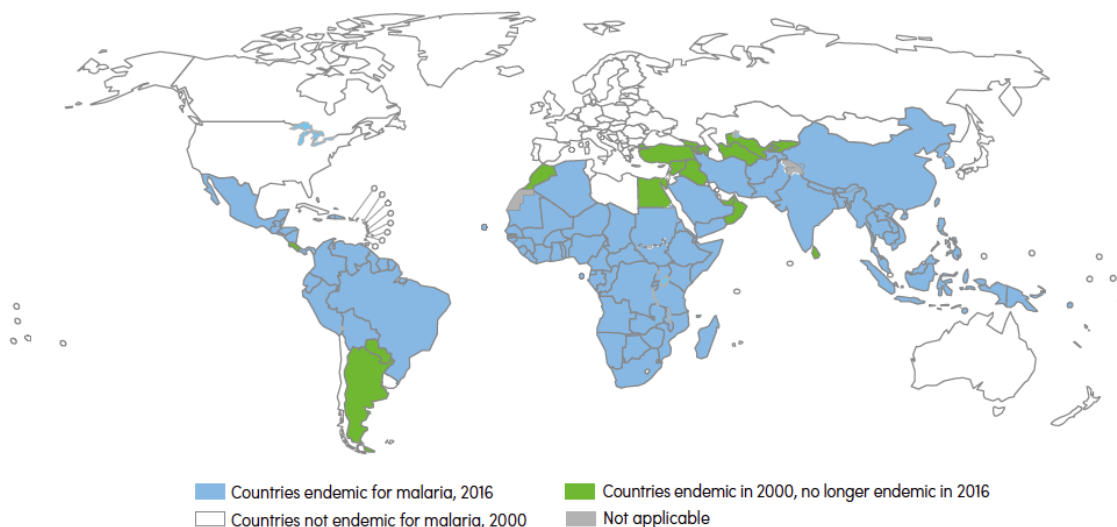 Countries endemic for malaria, 2016
Countries endemic in 2000, no longer endemic in 2016
Countries not endemic for malaria, 2000
Not applicable